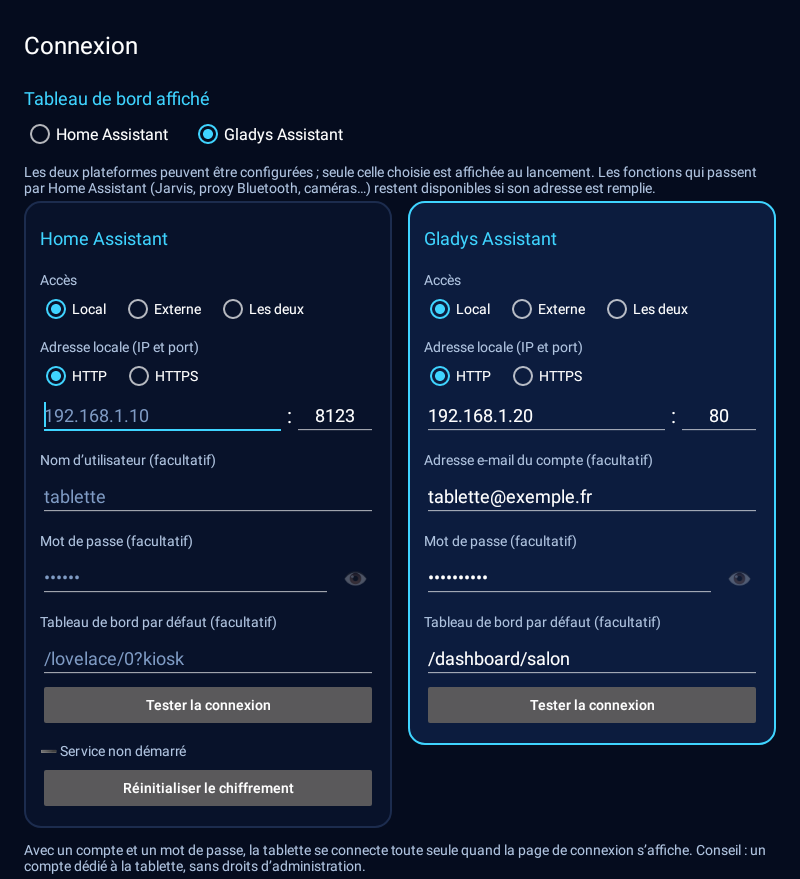 Connexion
Tableau de bord affiché
Home Assistant
Gladys Assistant
Les deux plateformes peuvent être configurées ; seule celle choisie est affichée au lancement. Les fonctions qui passent
par Home Assistant (Jarvis, proxy Bluetooth, caméras…) restent disponibles si son adresse est remplie.
Home Assistant
Accès
Local
Externe
Les deux
Adresse locale (IP et port)
HTTP
HTTPS
192.168.1.10 : 8123
Nom d’utilisateur (facultatif)
tablette
Mot de passe (facultatif)
••••••
Tableau de bord par défaut (facultatif)
/lovelace/0?kiosk
Tester la connexion
Service non démarré
Réinitialiser le chiffrement
Gladys Assistant
Accès
Local
Externe
Les deux
Adresse locale (IP et port)
HTTP
HTTPS
192.168.1.20 : 80
Adresse e-mail du compte (facultatif)
tablette@exemple.fr
Mot de passe (facultatif)
••••••••••
Tableau de bord par défaut (facultatif)
/dashboard/salon
Tester la connexion
Avec un compte et un mot de passe, la tablette se connecte toute seule quand la page de connexion s’affiche. Conseil : un
compte dédié à la tablette, sans droits d’administration.